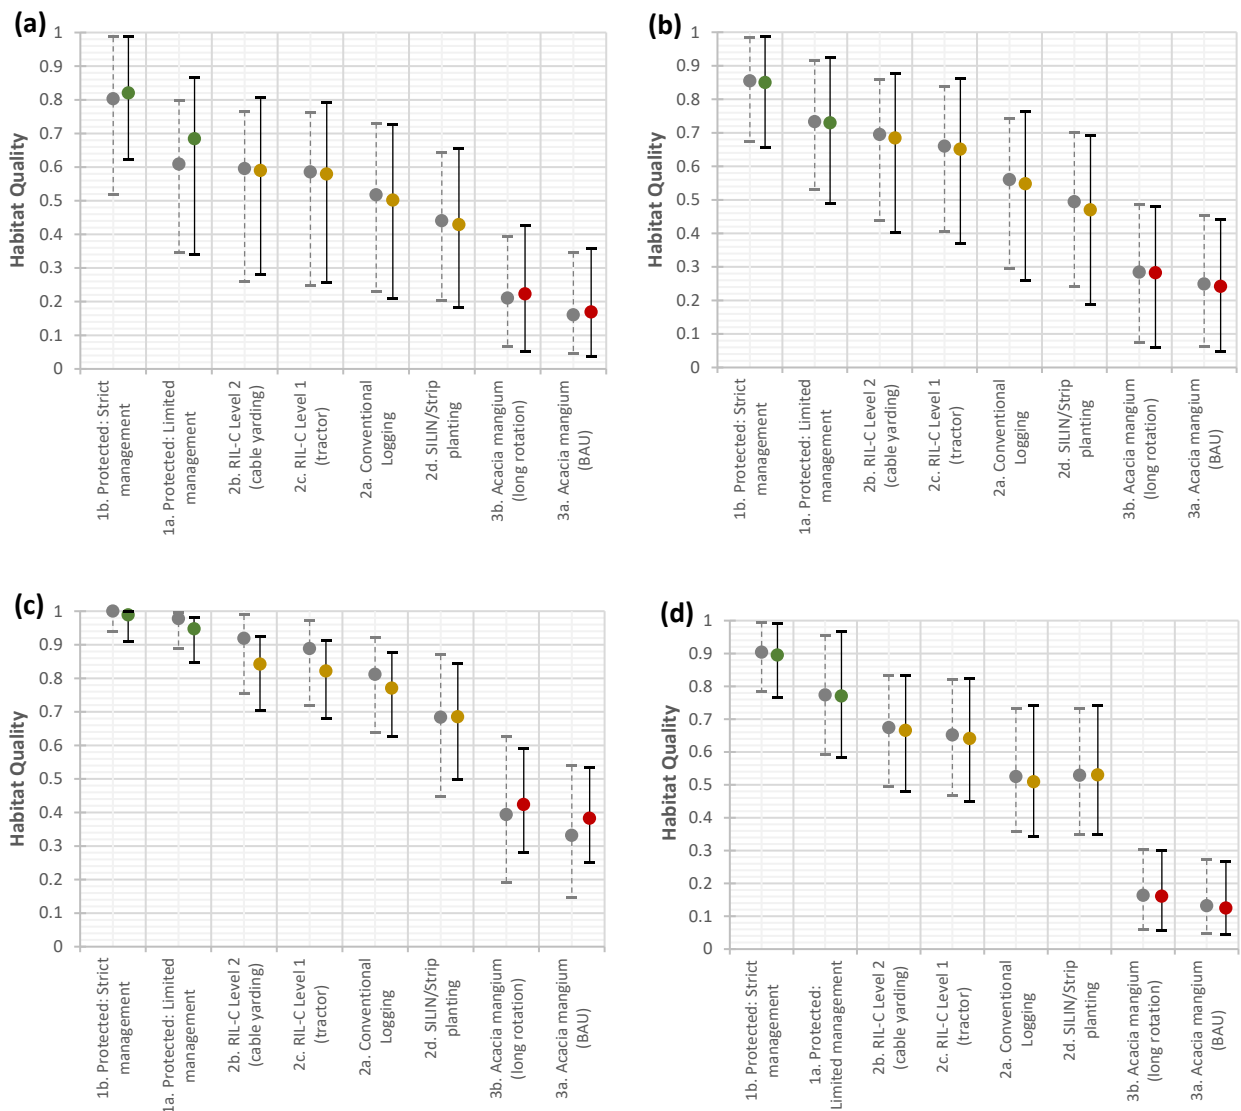 (a)
Habitat Quality
1
0.9
0.8
0.7
0.6
0.5
0.4
0.3
0.2
0.1
0
1b. Protected: Strict
management
1a. Protected: Limited
management
2b. RIL-C Level 2
(cable yarding)
2c. RIL-C Level 1
(tractor)
2a. Conventional
Logging
2d. SILIN/Strip
planting
3b. Acacia mangium
(long rotation)
3a. Acacia mangium
(BAU)
(b)
Habitat Quality
1
0.9
0.8
0.7
0.6
0.5
0.4
0.3
0.2
0.1
0
1b. Protected: Strict
management
1a. Protected: Limited
management
2b. RIL-C Level 2
(cable yarding)
2c. RIL-C Level 1
(tractor)
2a. Conventional
Logging
2d. SILIN/Strip
planting
3b. Acacia mangium
(long rotation)
3a. Acacia mangium
(BAU)
(c)
Habitat Quality
1
0.9
0.8
0.7
0.6
0.5
0.4
0.3
0.2
0.1
0
1b. Protected: Strict
management
1a. Protected: Limited
management
2b. RIL-C Level 2
(cable yarding)
2c. RIL-C Level 1
(tractor)
2a. Conventional
Logging
2d. SILIN/Strip
planting
3b. Acacia mangium
(long rotation)
3a. Acacia mangium
(BAU)
(d)
Habitat Quality
1
0.9
0.8
0.7
0.6
0.5
0.4
0.3
0.2
0.1
0
1b. Protected: Strict
management
1a. Protected:
Limited management
2b. RIL-C Level 2
(cable yarding)
2c. RIL-C Level 1
(tractor)
2a. Conventional
Logging
2d. SILIN/Strip
planting
3b. Acacia mangium
(long rotation)
3a. Acacia mangium
(BAU)